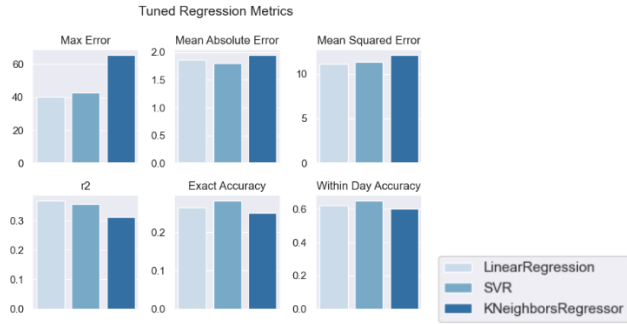 Tuned Regression Metrics
Max Error
Mean Absolute Error
Mean Squared Error
60
40
20
0
2.0
1.5
1.0
0.5
0.0
10
5
0
r2
Exact Accuracy
Within Day Accuracy
0.3
0.2
0.1
0.0
0.2
0.0
0.6
0.4
0.2
0.0
LinearRegression
SVR
KNeighborsRegressor